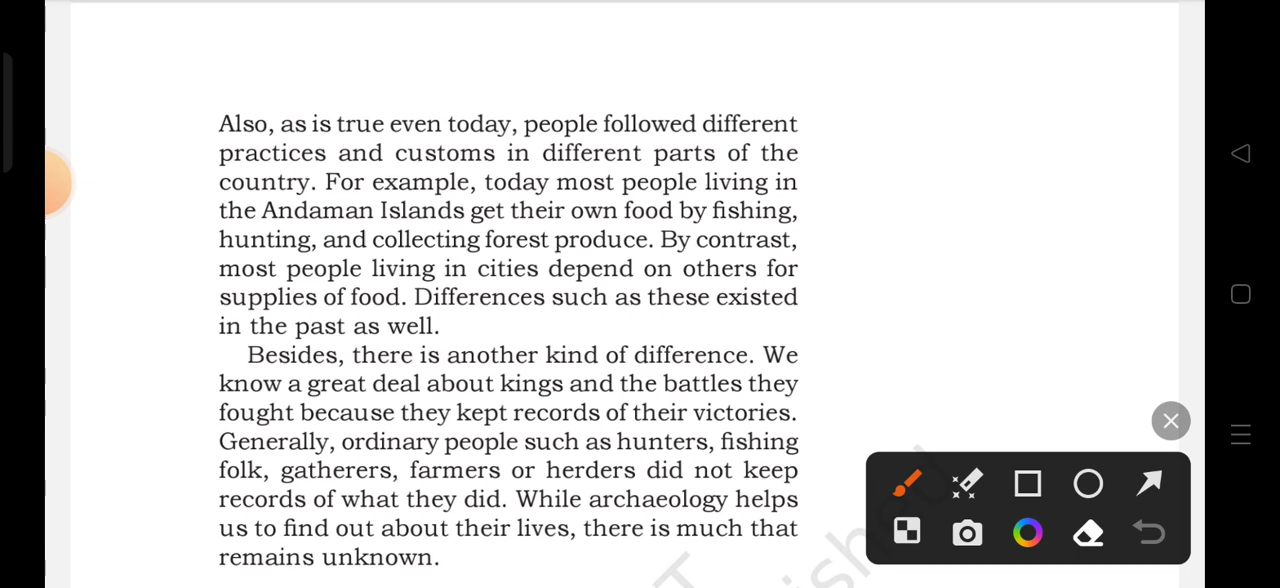 Also, as is true even today, people followed different
practices and customs in different parts of the
country. For example, today most people living in
the Andaman Islands get their own food by fishing,
hunting, and collecting forest produce. By contrast,
most people living in cities depend on others for
supplies of food. Differences such as these existed
in the past as well.
Besides, there is another kind of difference. We
know a great deal about kings and the battles they
fought because they kept records of their victories.
Generally, ordinary people such as hunters, fishing
folk, gatherers, farmers or herders did not keep
records of what they did. While archaeology helps
us to find out about their lives, there is much that
remains unknown.